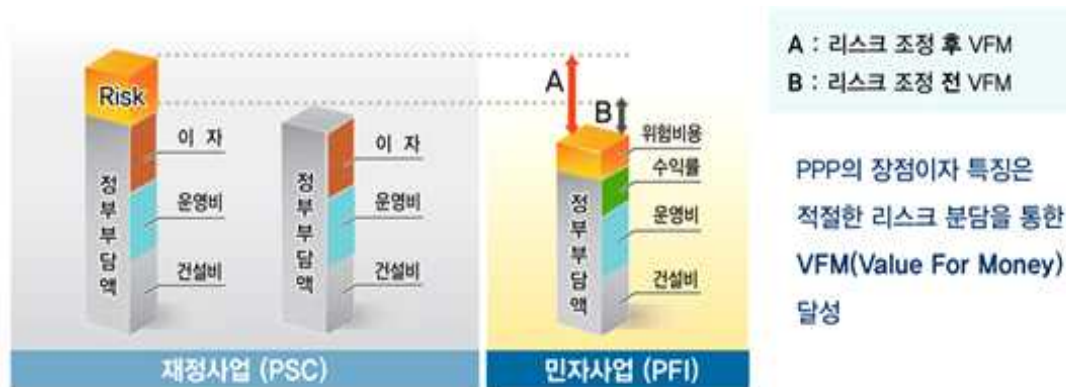 Risk
이 자
운영비
건설비
정부부담액
이 자
운영비
건설비
정부부담액
재정사업 (PSC)
A
B
위험비용
수익률
운영비
건설비
정부부담액
민자사업 (PFI)
A : 리스크 조정 후 VFM
B : 리스크 조정 전 VFM
PPP의 장점이자 특징은
적절한 리스크 분담을 통한
VFM(Value For Money)
달성